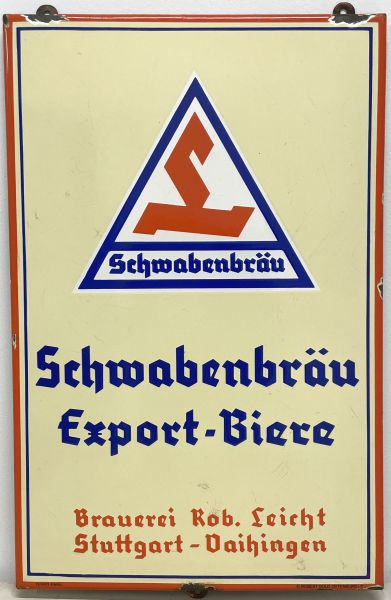 L
Schwabenbräu
Schwabenbräu
Export-Biere
Brauerei Rob. Leicht
Stuttgart-Vaihingen